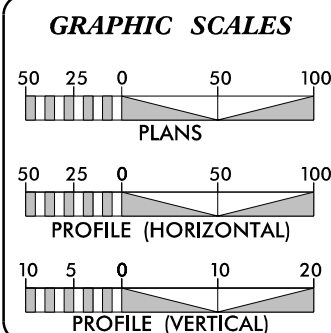 GRAPHIC SCALES
50 25 0 50 100
PLANS
50 25 0 50 100
PROFILE (HORIZONTAL)
10 5 0 10 20
PROFILE (VERTICAL)